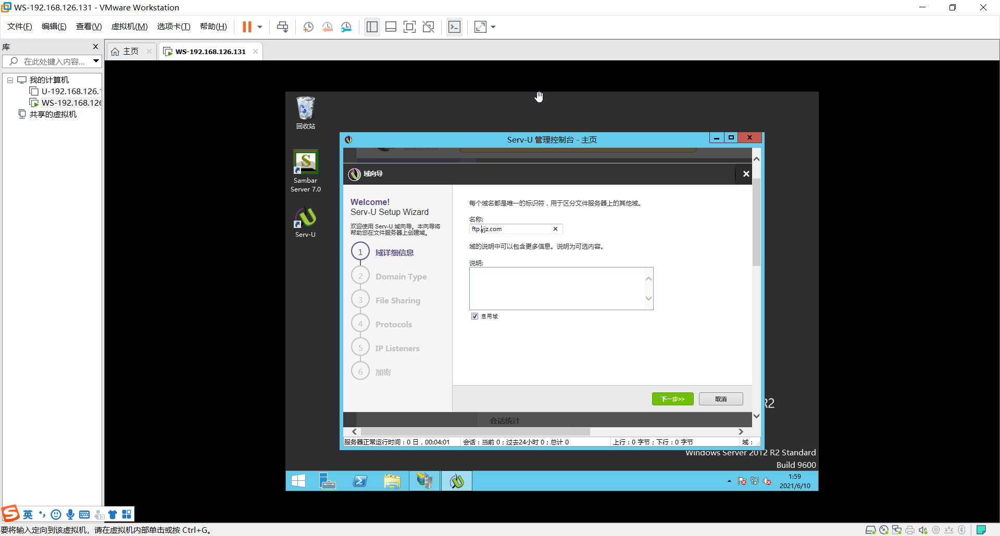 WS-192.168.126.131 - VMware Workstation
文件(F) 编辑(E) 查看(V) 虚拟机(M) 选项卡(T) 帮助(H)
库
主页
WS-192.168.126.131
在此处键入内容...
我的计算机
U-192.168.126.
WS-192.168.126
共享的虚拟机
回收站
Sambar
Server 7.0
Serv-U
Serv-U 管理控制台 - 主页
管理控制台
域向导
Welcome!
Serv-U Setup Wizard
欢迎使用 Serv-U 域向导。本向导将
帮助您在文件服务器上创建域。
1 域详细信息
2 Domain Type
3 File Sharing
4 Protocols
5 IP Listeners
6 加密
每个域名都是唯一的标识符，用于区分文件服务器上的其他域。
名称:
ftp.yjz.com
域的说明中可以包含更多信息。说明为可选内容。
说明:
启用域
下一步>>
取消
会话统计
服务器正常运行时间：0 日，00:04:01
会话：当前 0；过去24小时 0；总计 0
上行：0 字节；下行：0 字节
域：
R2
Windows Server 2012 R2 Standard
Build 9600
1:59
2021/6/10
英
要将输入定向到该虚拟机，请在虚拟机内部单击或按 Ctrl+G。